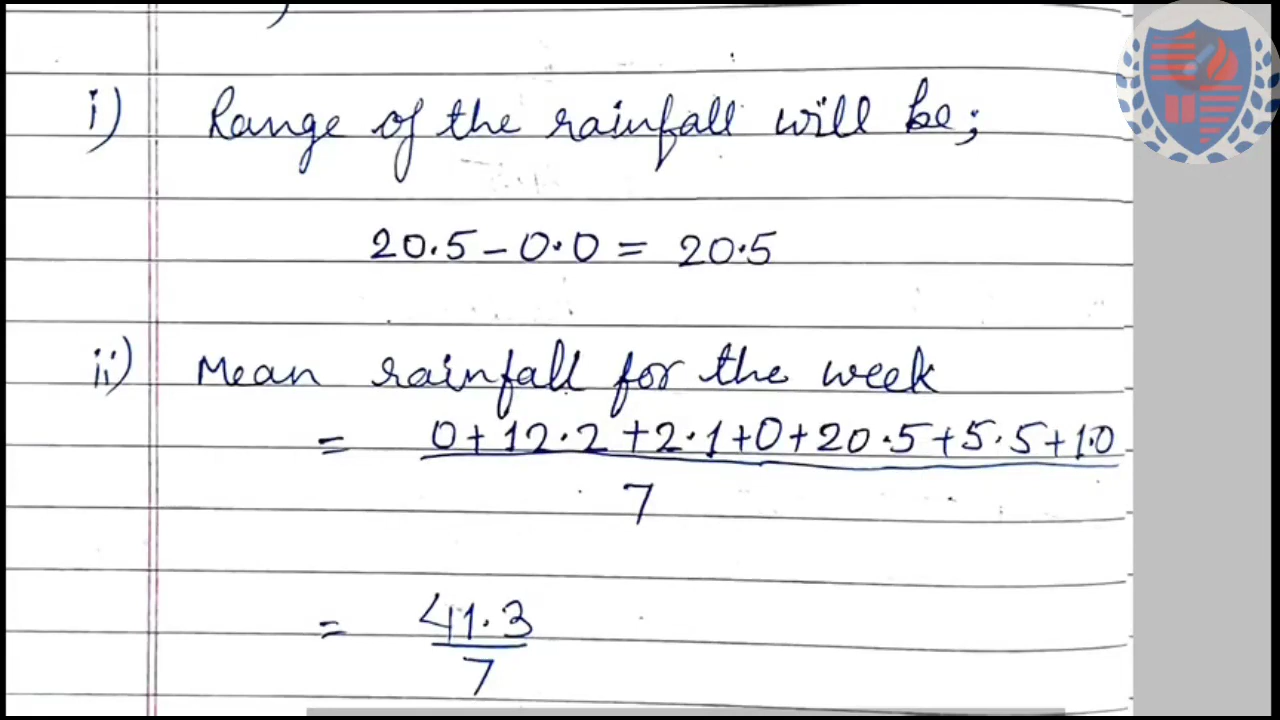 i) Range of the rainfall will be;
20.5 - 0.0 = 20.5
ii) Mean rainfall for the week
= 0+12.2+2.1+0+20.5+5.5+1.0
7
= 41.3
7